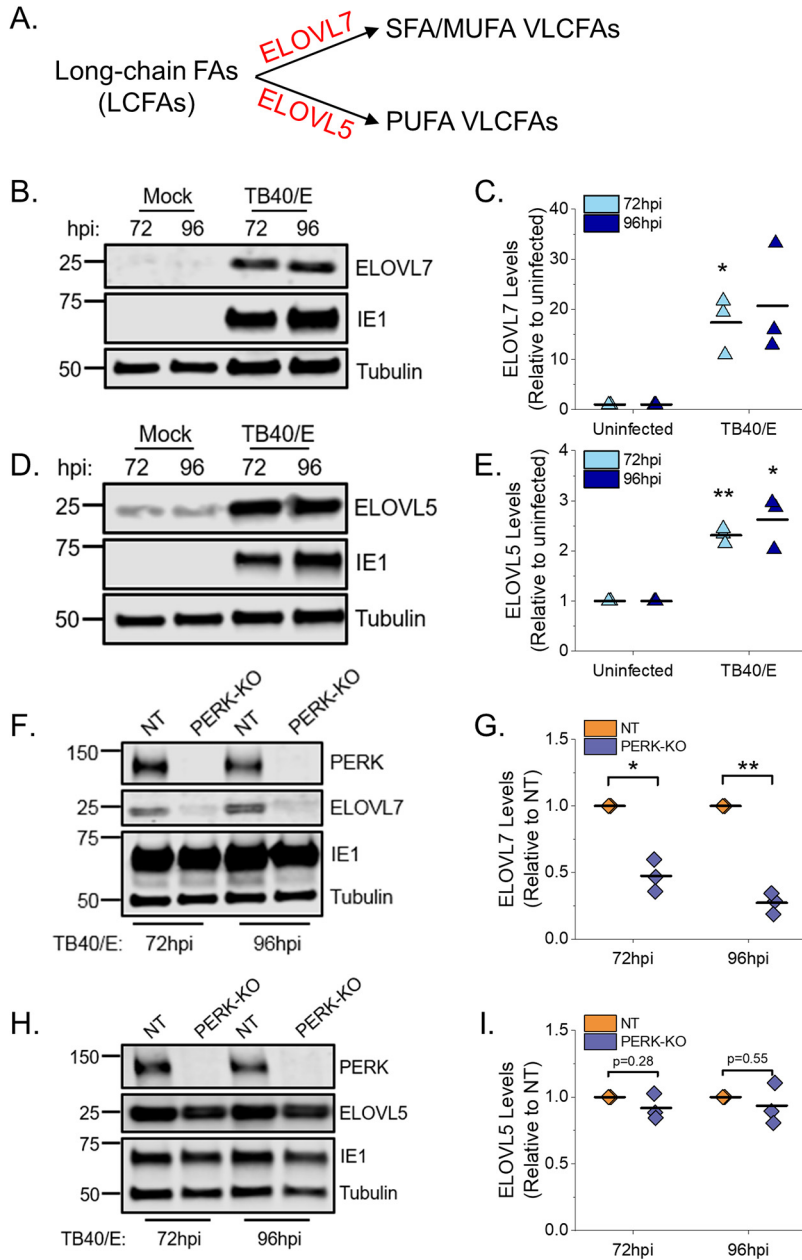 A.
Long-chain FAs
(LCFAs)
ELOVL7
SFA/MUFA VLCFAs
ELOVL5
PUFA VLCFAs
B.
Mock TB40/E
hpi: 72 96 72 96
25 ELOVL7
75 IE1
50 Tubulin
C.
72hpi
96hpi
ELOVL7 Levels
(Relative to uninfected)
40
30
20
10
0
*
Uninfected TB40/E
D.
Mock TB40/E
hpi: 72 96 72 96
25 ELOVL5
75 IE1
50 Tubulin
E.
72hpi
96hpi
ELOVL5 Levels
(Relative to uninfected)
4
3
2
1
0
** *
Uninfected TB40/E
F.
NT PERK-KO NT PERK-KO
150 PERK
25 ELOVL7
75 IE1
50 Tubulin
TB40/E: 72hpi 96hpi
G.
NT
PERK-KO
ELOVL7 Levels
(Relative to NT)
1.5
1.0
0.5
0.0
* **
72hpi 96hpi
H.
NT PERK-KO NT PERK-KO
150 PERK
25 ELOVL5
75 IE1
50 Tubulin
TB40/E: 72hpi 96hpi
I.
NT
PERK-KO
ELOVL5 Levels
(Relative to NT)
1.5
1.0
0.5
0.0
p=0.28 p=0.55
72hpi 96hpi